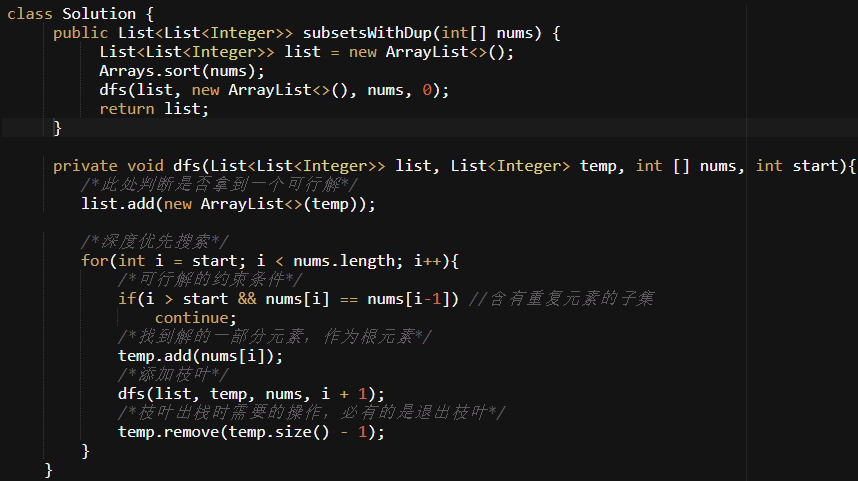 class Solution {
    public List<List<Integer>> subsetsWithDup(int[] nums) {
        List<List<Integer>> list = new ArrayList<>();
        Arrays.sort(nums);
        dfs(list, new ArrayList<>(), nums, 0);
        return list;
    }
    private void dfs(List<List<Integer>> list, List<Integer> temp, int [] nums, int start){
        /*此处判断是否拿到一个可行解*/
        list.add(new ArrayList<>(temp));
        /*深度优先搜索*/
        for(int i = start; i < nums.length; i++){
            /*可行解的约束条件*/
            if(i > start && nums[i] == nums[i-1]) //含有重复元素的子集
                continue;
            /*找到解的一部分元素，作为根元素*/
            temp.add(nums[i]);
            /*添加枝叶*/
            dfs(list, temp, nums, i + 1);
            /*枝叶出栈时需要的操作，必有的是退出枝叶*/
            temp.remove(temp.size() - 1);
        }
    }